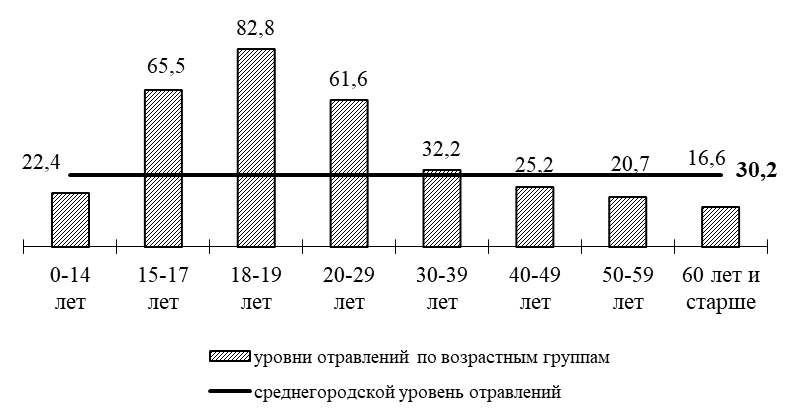 82,8
65,5
61,6
32,2
22,4
25,2
20,7
16,6
30,2
0-14
лет
15-17
лет
18-19
лет
20-29
лет
30-39
лет
40-49
лет
50-59
лет
60 лет и
старше
уровни отравлений по возрастным группам
среднегородской уровень отравлений